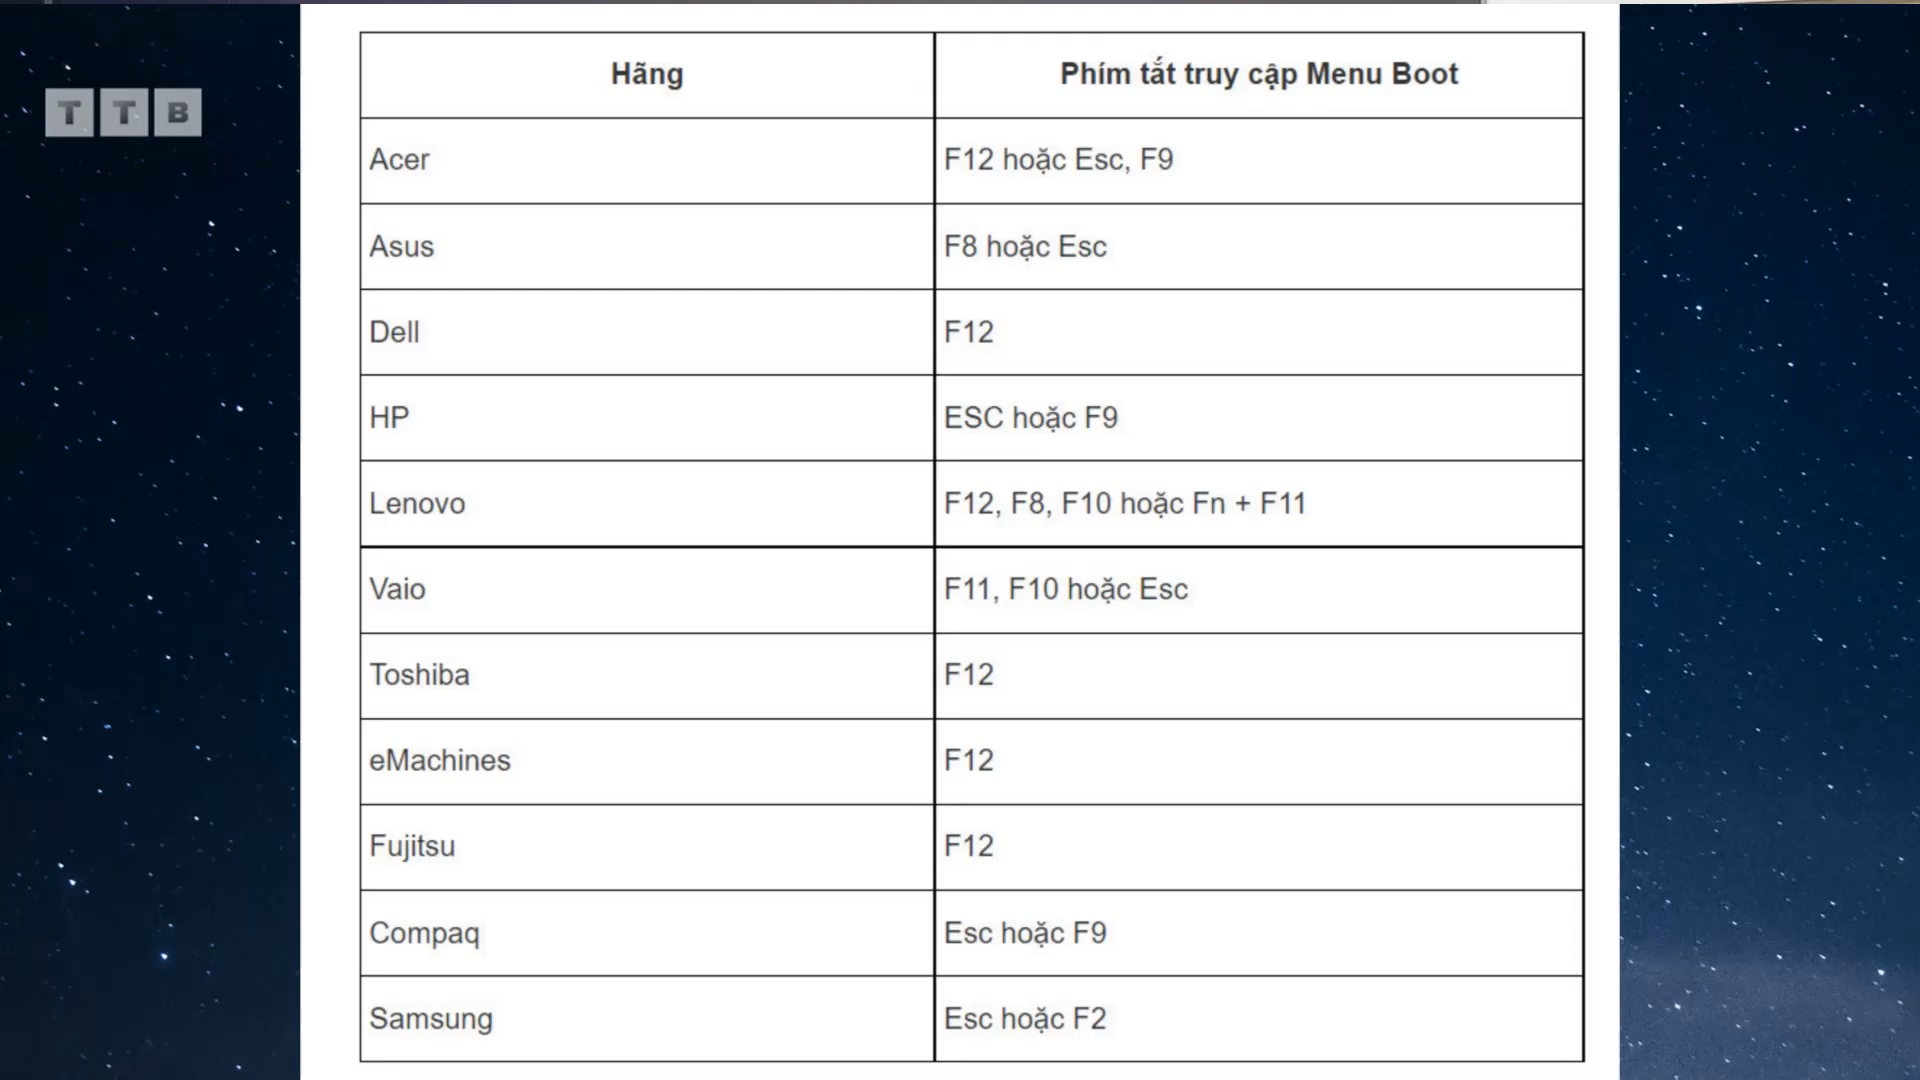 TTB
Hãng Phím tắt truy cập Menu Boot
Acer F12 hoặc Esc, F9
Asus F8 hoặc Esc
Dell F12
HP ESC hoặc F9
Lenovo F12, F8, F10 hoặc Fn + F11
Vaio F11, F10 hoặc Esc
Toshiba F12
eMachines F12
Fujitsu F12
Compaq Esc hoặc F9
Samsung Esc hoặc F2